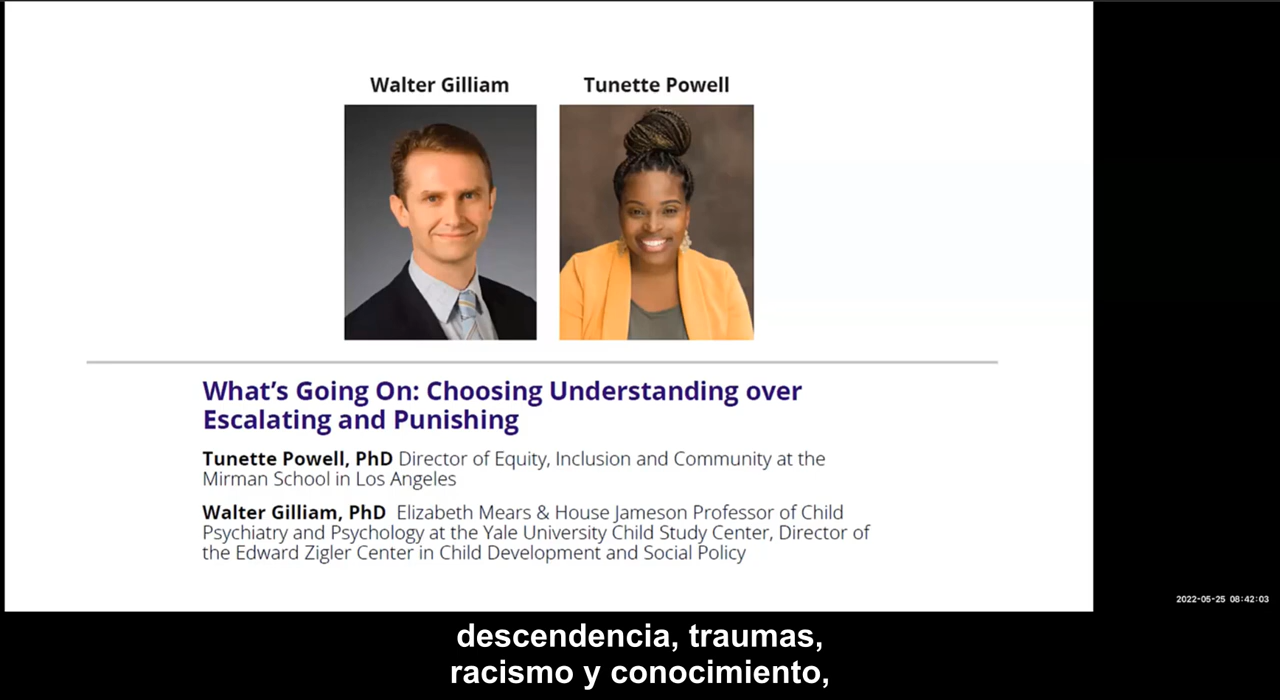 Walter Gilliam
Tunette Powell
What's Going On: Choosing Understanding over
Escalating and Punishing
Tunette Powell, PhD Director of Equity, Inclusion and Community at the
Mirman School in Los Angeles
Walter Gilliam, PhD Elizabeth Mears & House Jameson Professor of Child
Psychiatry and Psychology at the Yale University Child Study Center, Director of
the Edward Zigler Center in Child Development and Social Policy
2022-05-25 08:42:03
descendencia, traumas,
racismo y conocimiento,